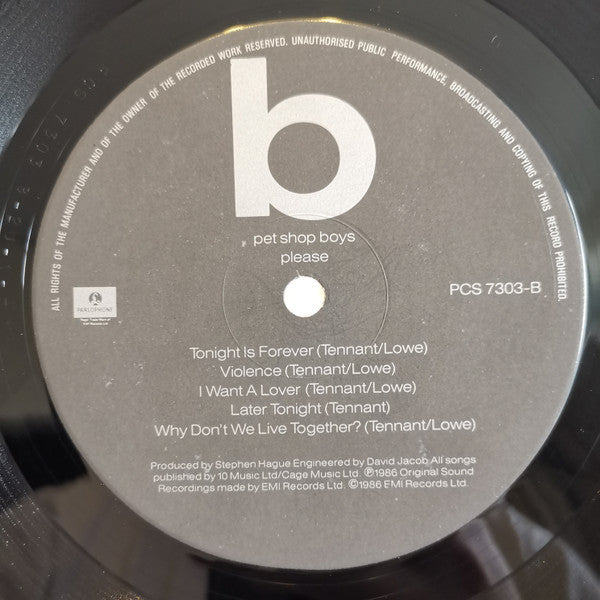 ALL RIGHTS OF THE MANUFACTURER AND OF THE OWNER OF THE RECORDED WORK RESERVED. UNAUTHORISED PUBLIC PERFORMANCE, BROADCASTING AND COPYING OF THIS RECORD PROHIBITED.
b
pet shop boys
please
PARLOPHONE
PCS 7303-B
Tonight Is Forever (Tennant/Lowe)
Violence (Tennant/Lowe)
I Want A Lover (Tennant/Lowe)
Later Tonight (Tennant)
Why Don't We Live Together? (Tennant/Lowe)
Produced by Stephen Hague Engineered by David Jacob All songs
published by 10 Music Ltd/Cage Music Ltd. ℗1986 Original Sound
Recordings made by EMI Records Ltd. ©1986 EMI Records Ltd.